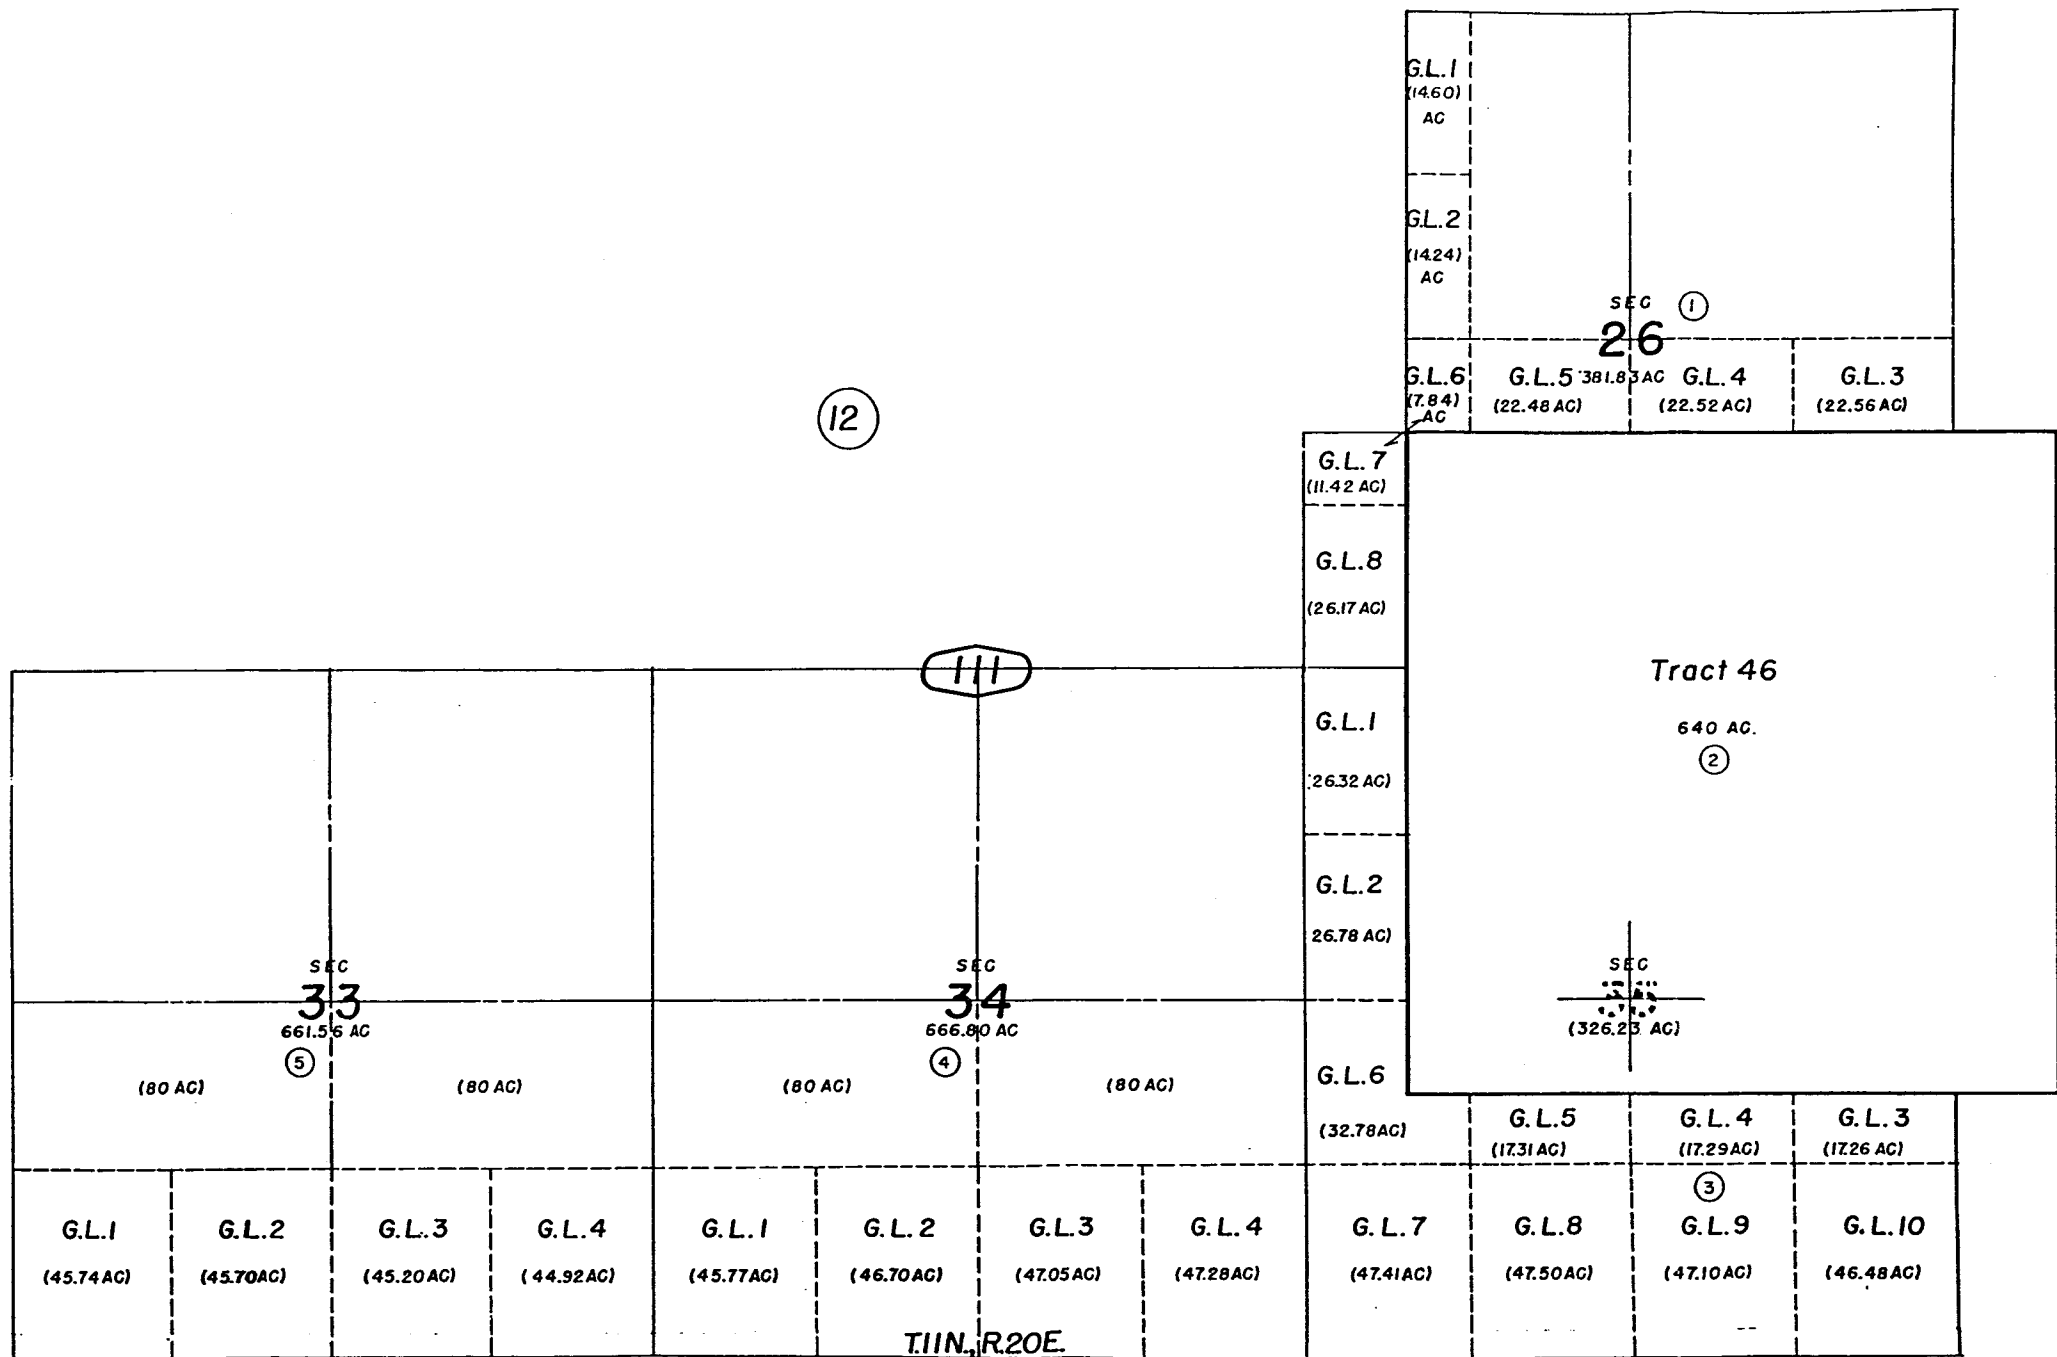 G.L.1
(14.60)
AC
G.L.2
(14.24)
AC
SEC
1
26
381.83 AC
G.L.6
(7.84)
AC
G.L.5
(22.48 AC)
G.L.4
(22.52 AC)
G.L.3
(22.56 AC)
12
G.L.7
(11.42 AC)
G.L.8
(26.17 AC)
111
Tract 46
640 AC.
2
G.L.1
26.32 AC)
G.L.2
26.78 AC)
SEC
33
661.56 AC
5
SEC
34
666.80 AC
4
SEC
(326.23 AC)
(80 AC)
(80 AC)
(80 AC)
(80 AC)
G.L.6
(32.78AC)
G.L.5
(17.31AC)
G.L.4
(17.29AC)
G.L.3
(17.26 AC)
3
G.L.1
(45.74AC)
G.L.2
(45.70AC)
G.L.3
(45.20AC)
G.L.4
(44.92AC)
G.L.1
(45.77AC)
G.L.2
(46.70AC)
G.L.3
(47.05AC)
G.L.4
(47.28AC)
G.L.7
(47.41AC)
G.L.8
(47.50AC)
G.L.9
(47.10AC)
G.L.10
(46.48AC)
T.11N.,R.20E.